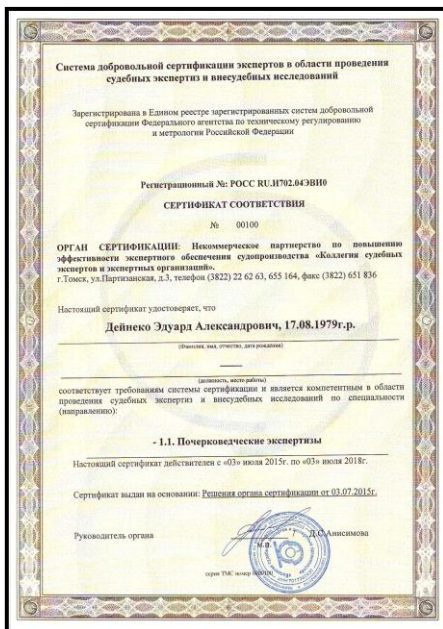 Система добровольной сертификации экспертов в области проведения
судебных экспертиз и внесудебных исследований
Зарегистрирована в Едином реестре зарегистрированных систем добровольной
сертификации Федерального агентства по техническому регулированию
и метрологии Российской Федерации
Регистрационный №: РОСС RU.И702.04ЭВИ0
СЕРТИФИКАТ СООТВЕТСТВИЯ
№ 00100
ОРГАН СЕРТИФИКАЦИИ: Некоммерческое партнерство по повышению
эффективности экспертного обеспечения судопроизводства «Коллегия судебных
экспертов и экспертных организаций».
г.Томск, ул.Партизанская, д.3, телефон (3822) 22 62 63, 655 164, факс (3822) 651 836
Настоящий сертификат удостоверяет, что
Дейнеко Эдуард Александрович, 17.08.1979г.р.
(Фамилия, имя, отчество, дата рождения)
(должность, место работы)
соответствует требованиям системы сертификации и является компетентным в области
проведения судебных экспертиз и внесудебных исследований по специальности
(направлению):
- 1.1. Почерковедческие экспертизы
Настоящий сертификат действителен с «03» июля 2015г. по «03» июля 2018г.
Сертификат выдан на основании: Решения органа сертификации от 03.07.2015г.
Руководитель органа
Д.С.Анисимова
М.П.
серия ТМС номер